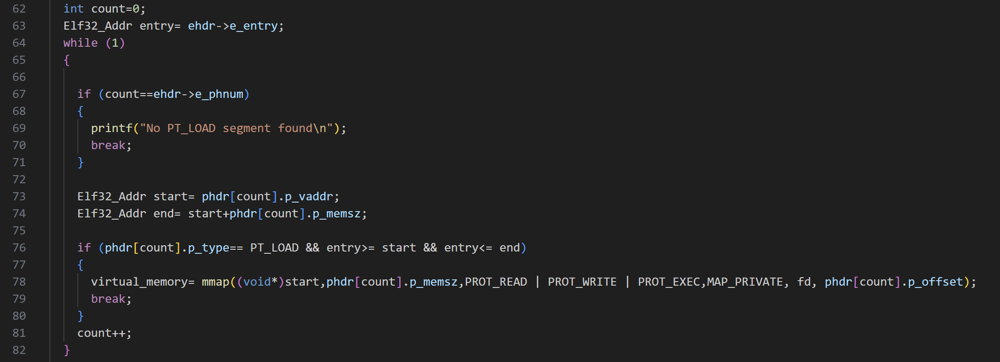 62 int count=0;
63 Elf32_Addr entry= ehdr->e_entry;
64 while (1)
65 {
66
67 if (count==ehdr->e_phnum)
68 {
69 printf("No PT_LOAD segment found\n");
70 break;
71 }
72
73 Elf32_Addr start= phdr[count].p_vaddr;
74 Elf32_Addr end= start+phdr[count].p_memsz;
75
76 if (phdr[count].p_type== PT_LOAD && entry>= start && entry<= end)
77 {
78 virtual_memory= mmap((void*)start,phdr[count].p_memsz,PROT_READ | PROT_WRITE | PROT_EXEC,MAP_PRIVATE, fd, phdr[count].p_offset);
79 break;
80 }
81 count++;
82 }